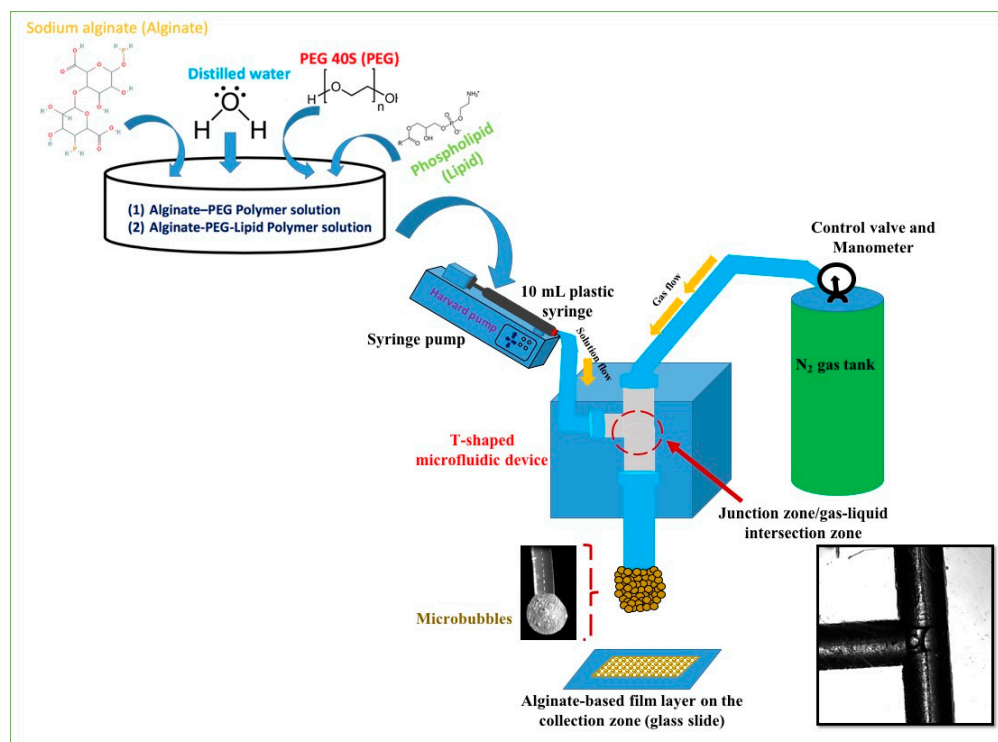 Sodium alginate (Alginate)
PEG 40S (PEG)
Distilled water
H
O
H
H
O
OH
n
Phospholipid
(Lipid)
(1) Alginate–PEG Polymer solution
(2) Alginate-PEG-Lipid Polymer solution
Control valve and
Manometer
Gas flow
10 mL plastic
syringe
Harvard pump
Syringe pump
Solution flow
N2 gas tank
T-shaped
microfluidic device
Junction zone/gas-liquid
intersection zone
Microbubbles
Alginate-based film layer on the
collection zone (glass slide)